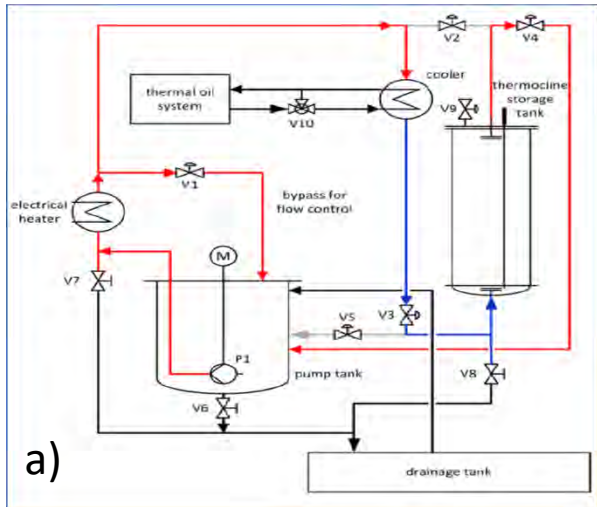 V2
V4
cooler
thermal oil
system
thermocline
storage
tank
V9
V10
V1
electrical
heater
bypass for
flow control
V7
M
V3
V5
P1
pump tank
V8
V6
a)
drainage tank